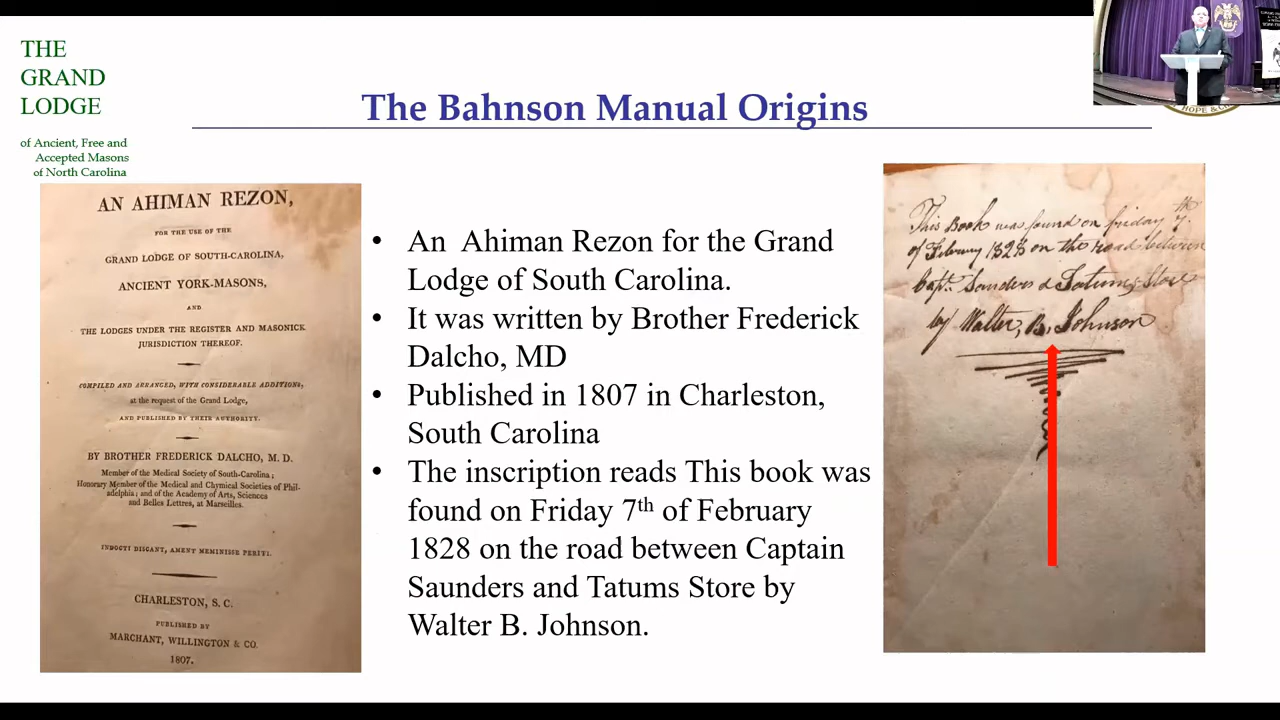 THE
GRAND
LODGE
of Ancient, Free and
Accepted Masons
of North Carolina
The Bahnson Manual Origins
HOPE &
AN AHIMAN REZON,
FOR THE USE OF THE
GRAND LODGE OF SOUTH-CAROLINA,
ANCIENT YORK-MASONS,
AND
THE LODGES UNDER THE REGISTER AND MASONICK
JURISDICTION THEREOF.
COMPILED AND ARRANGED, WITH CONSIDERABLE ADDITIONS,
at the request of the Grand Lodge,
AND PUBLISHED BY THEIR AUTHORITY.
BY BROTHER FREDERICK DALCHO, M. D.
Member of the Medical Society of South-Carolina;
Honorary Member of the Medical and Chymical Societies of Phil-
adelphia; and of the Academy of Arts, Sciences
and Belles Lettres, at Marseilles.
INDOCTI DISCANT, AMENT MEMINISSE PERITI.
CHARLESTON, S. C.
PUBLISHED BY
MARCHANT, WILLINGTON & CO.
1807.
• An Ahiman Rezon for the Grand
Lodge of South Carolina.
• It was written by Brother Frederick
Dalcho, MD
• Published in 1807 in Charleston,
South Carolina
• The inscription reads This book was
found on Friday 7th of February
1828 on the road between Captain
Saunders and Tatums Store by
Walter B. Johnson.
This Book was found on friday 7th
of February 1828 on the road between
Capt. Sanders & Tatums Store
by Walter, B. Johnson